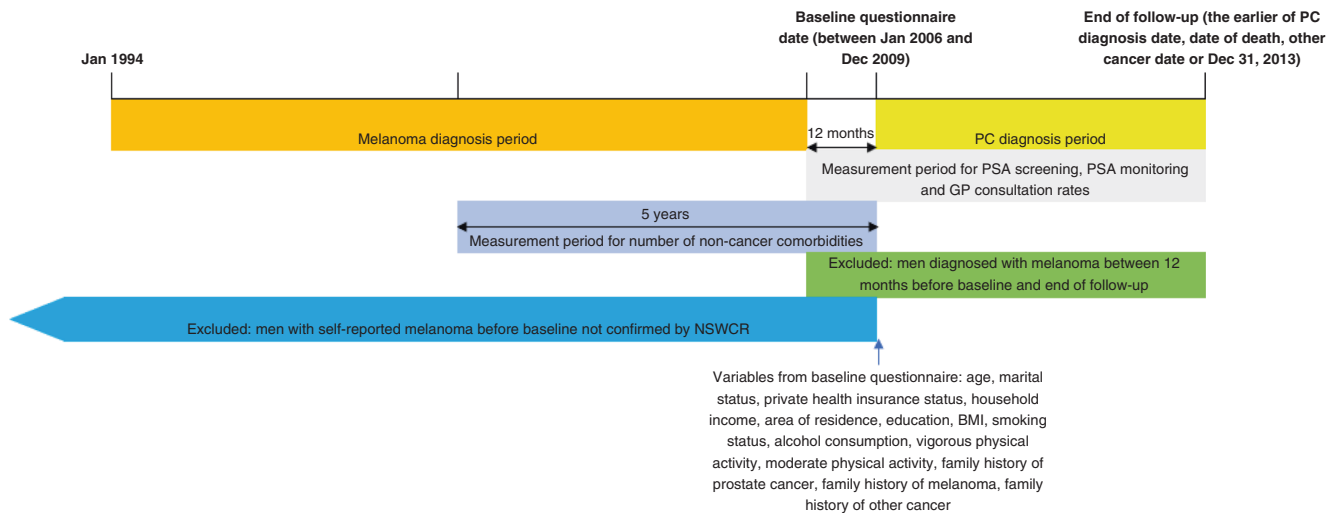 Jan 1994
Baseline questionnaire
date (between Jan 2006 and
Dec 2009)
End of follow-up (the earlier of PC
diagnosis date, date of death, other
cancer date or Dec 31, 2013)
Melanoma diagnosis period
12 months
PC diagnosis period
Measurement period for PSA screening, PSA monitoring
and GP consultation rates
5 years
Measurement period for number of non-cancer comorbidities
Excluded: men diagnosed with melanoma between 12
months before baseline and end of follow-up
Excluded: men with self-reported melanoma before baseline not confirmed by NSWCR
Variables from baseline questionnaire: age, marital
status, private health insurance status, household
income, area of residence, education, BMI, smoking
status, alcohol consumption, vigorous physical
activity, moderate physical activity, family history of
prostate cancer, family history of melanoma, family
history of other cancer